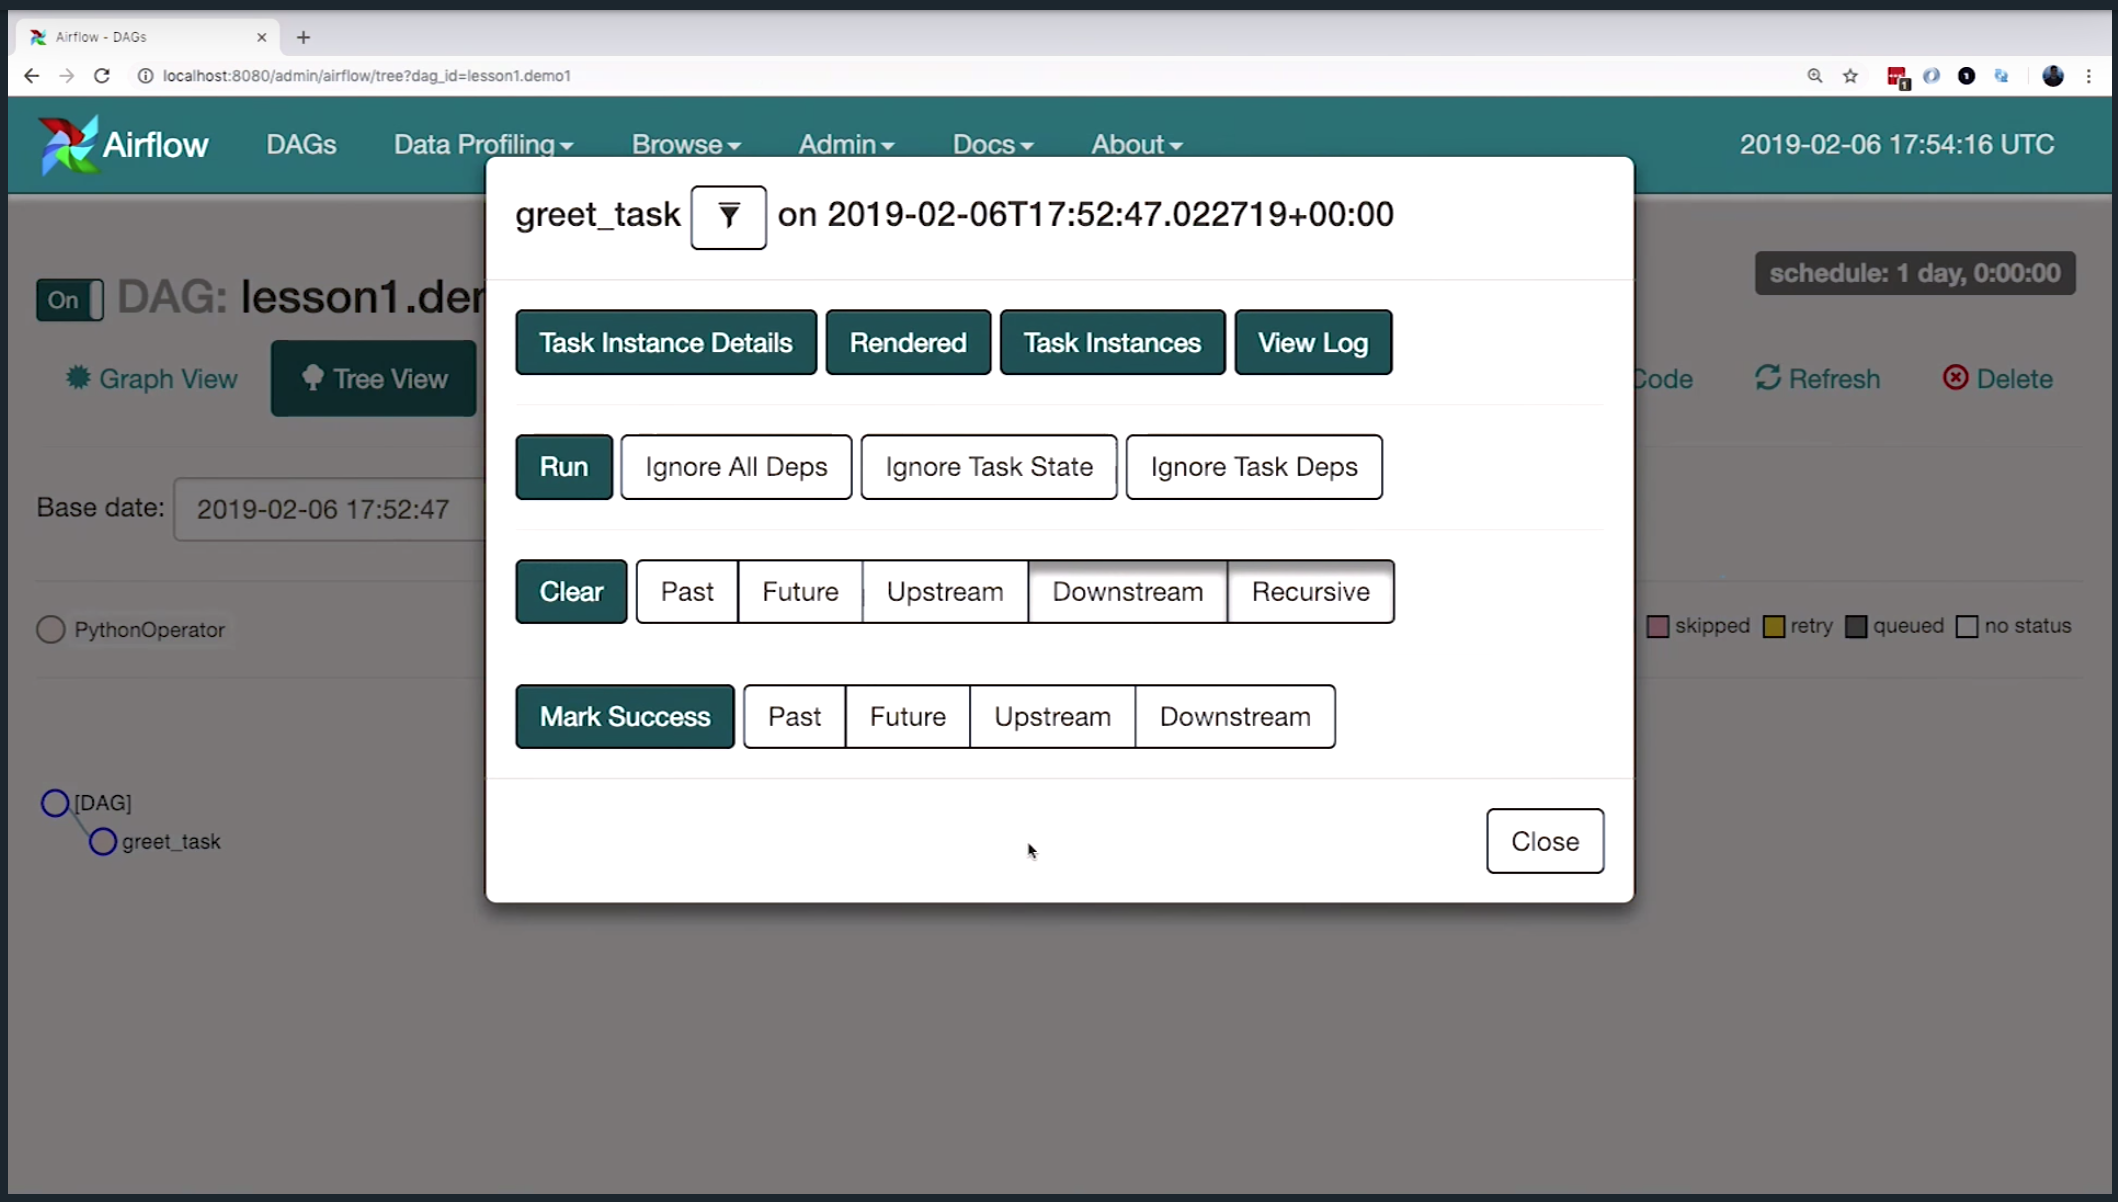 Airflow - DAGs
localhost:8080/admin/airflow/tree?dag_id=lesson1.demo1
Airflow DAGs Data Profiling Browse Admin Docs About 2019-02-06 17:54:16 UTC
greet_task on 2019-02-06T17:52:47.022719+00:00
On DAG: lesson1.der schedule: 1 day, 0:00:00
Task Instance Details Rendered Task Instances View Log
Graph View Tree View Code Refresh Delete
Run Ignore All Deps Ignore Task State Ignore Task Deps
Base date: 2019-02-06 17:52:47
Clear Past Future Upstream Downstream Recursive
PythonOperator skipped retry queued no status
Mark Success Past Future Upstream Downstream
[DAG]
greet_task
Close